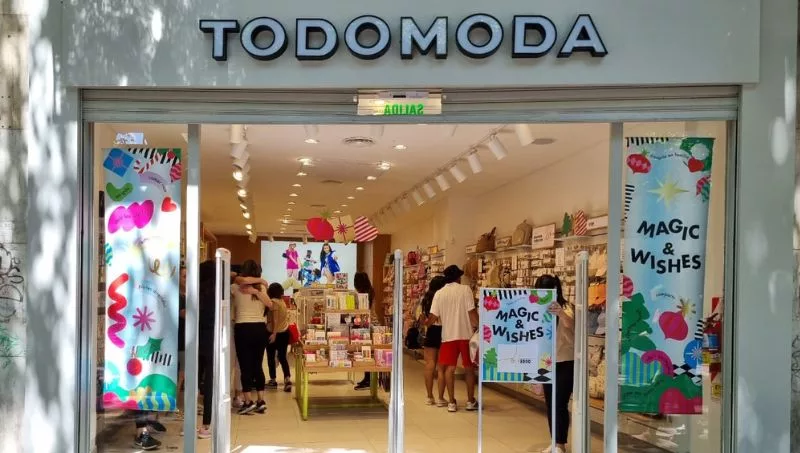 TODOMODA
SALIDA
MAGIC
&
WISHES
MAGIC
&
WISHES